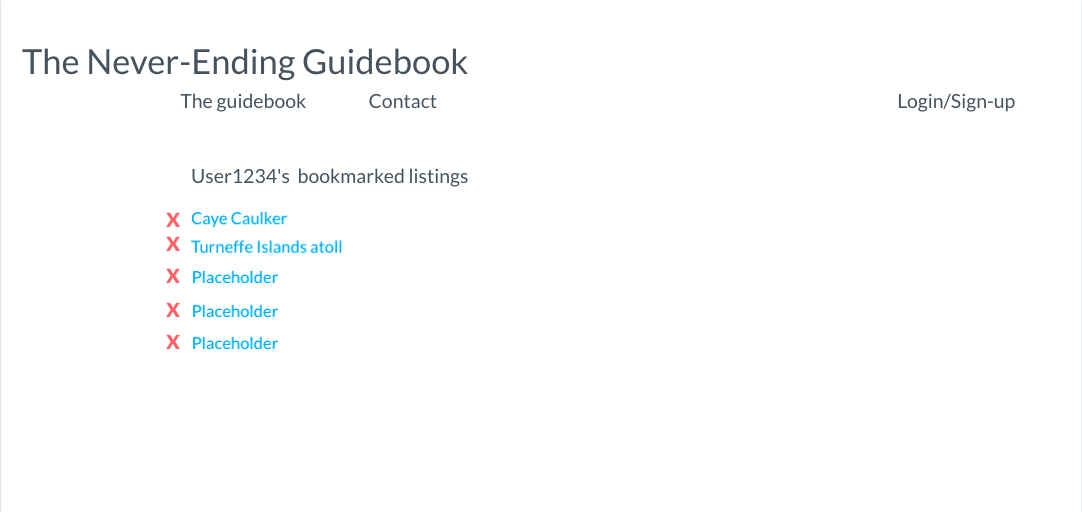 The Never-Ending Guidebook
The guidebook Contact Login/Sign-up
User1234's bookmarked listings
X Caye Caulker
X Turneffe Islands atoll
X Placeholder
X Placeholder
X Placeholder